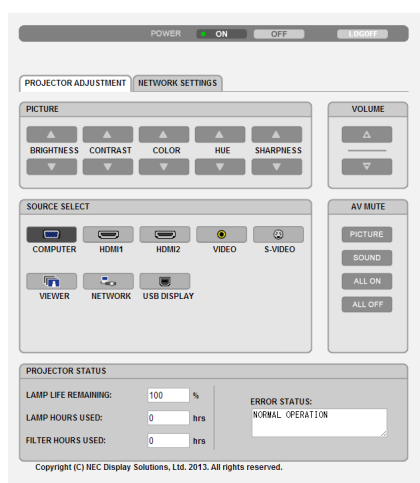 POWER ON OFF LOGOFF
PROJECTOR ADJUSTMENT NETWORK SETTINGS
PICTURE
BRIGHTNESS CONTRAST COLOR HUE SHARPNESS
VOLUME
SOURCE SELECT
COMPUTER HDMI1 HDMI2 VIDEO S-VIDEO
VIEWER NETWORK USB DISPLAY
AV MUTE
PICTURE
SOUND
ALL ON
ALL OFF
PROJECTOR STATUS
LAMP LIFE REMAINING: 100 %
LAMP HOURS USED: 0 hrs
FILTER HOURS USED: 0 hrs
ERROR STATUS:
NORMAL OPERATION
Copyright (C) NEC Display Solutions, Ltd. 2013. All rights reserved.